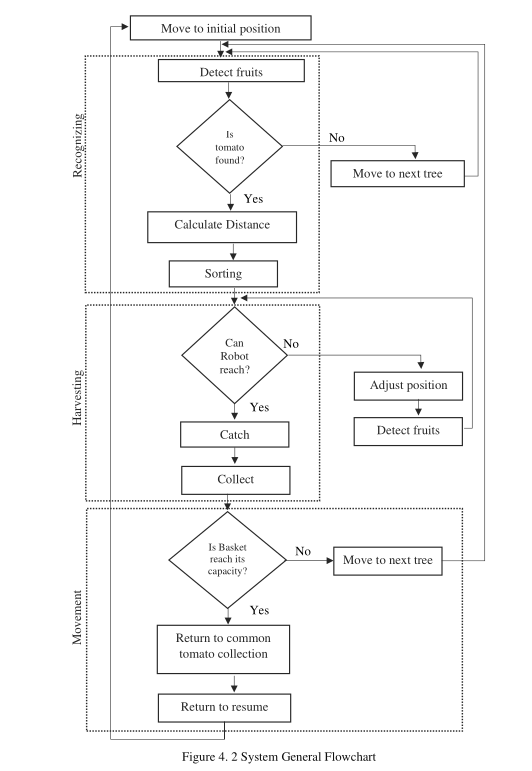 Move to initial position
Detect fruits
Recognizing
Is
tomato
found?
No
Move to next tree
Yes
Calculate Distance
Sorting
Can
Robot
reach?
No
Harvesting
Adjust position
Yes
Detect fruits
Catch
Collect
Is Basket
reach its
capacity?
No
Move to next tree
Movement
Yes
Return to common
tomato collection
Return to resume
Figure 4. 2 System General Flowchart